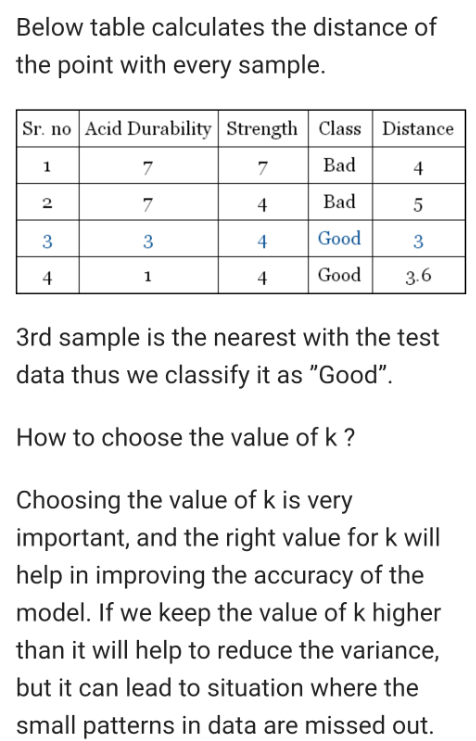 Below table calculates the distance of
the point with every sample.
Sr. no Acid Durability Strength Class Distance
1 7 7 Bad 4
2 7 4 Bad 5
3 3 4 Good 3
4 1 4 Good 3.6
3rd sample is the nearest with the test
data thus we classify it as ”Good”.
How to choose the value of k ?
Choosing the value of k is very
important, and the right value for k will
help in improving the accuracy of the
model. If we keep the value of k higher
than it will help to reduce the variance,
but it can lead to situation where the
small patterns in data are missed out.